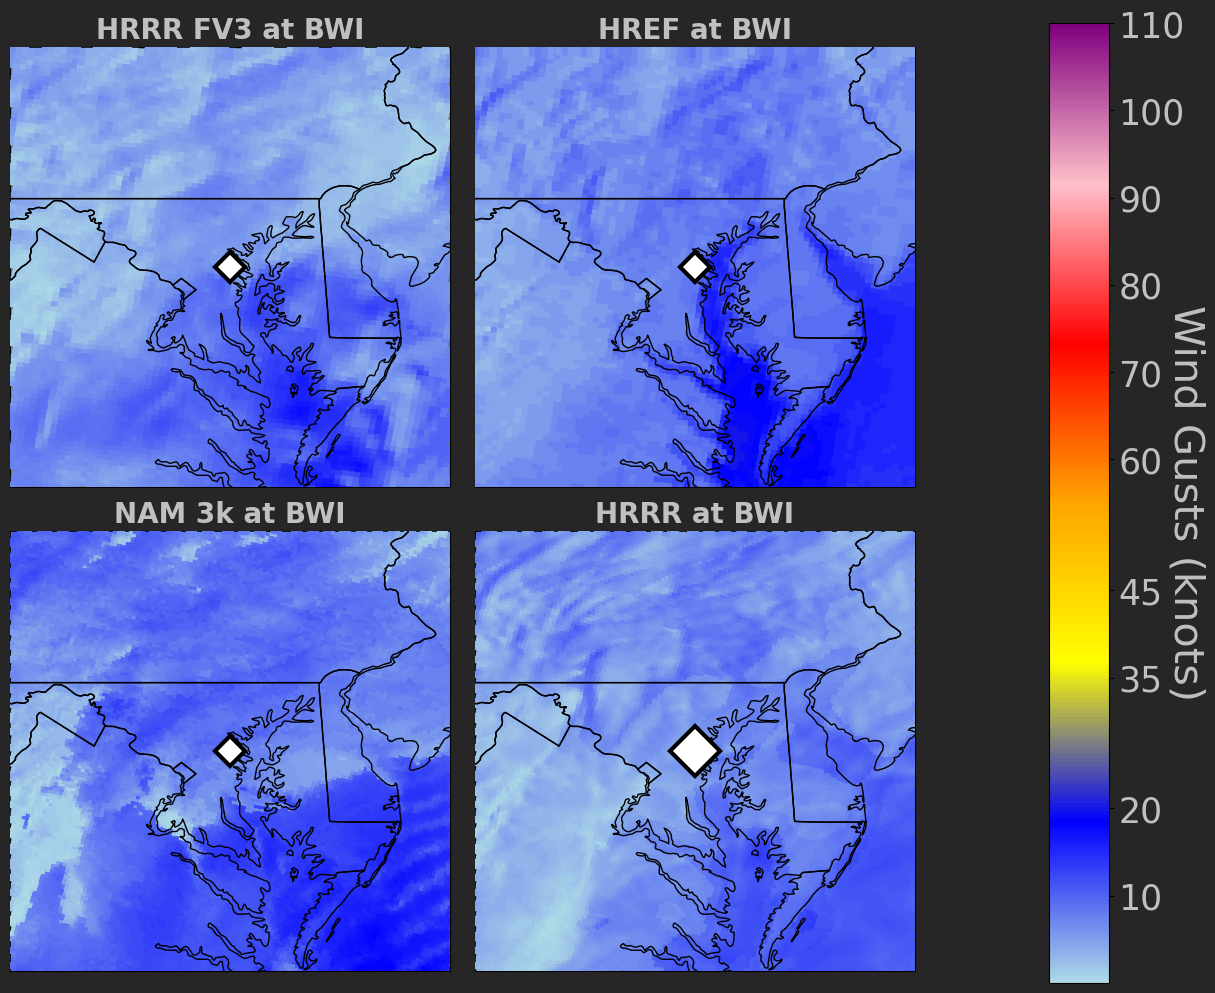 HRRR FV3 at BWI
HREF at BWI
NAM 3k at BWI
HRRR at BWI
110
100
90
80
70
60
45
35
20
10
Wind Gusts (knots)